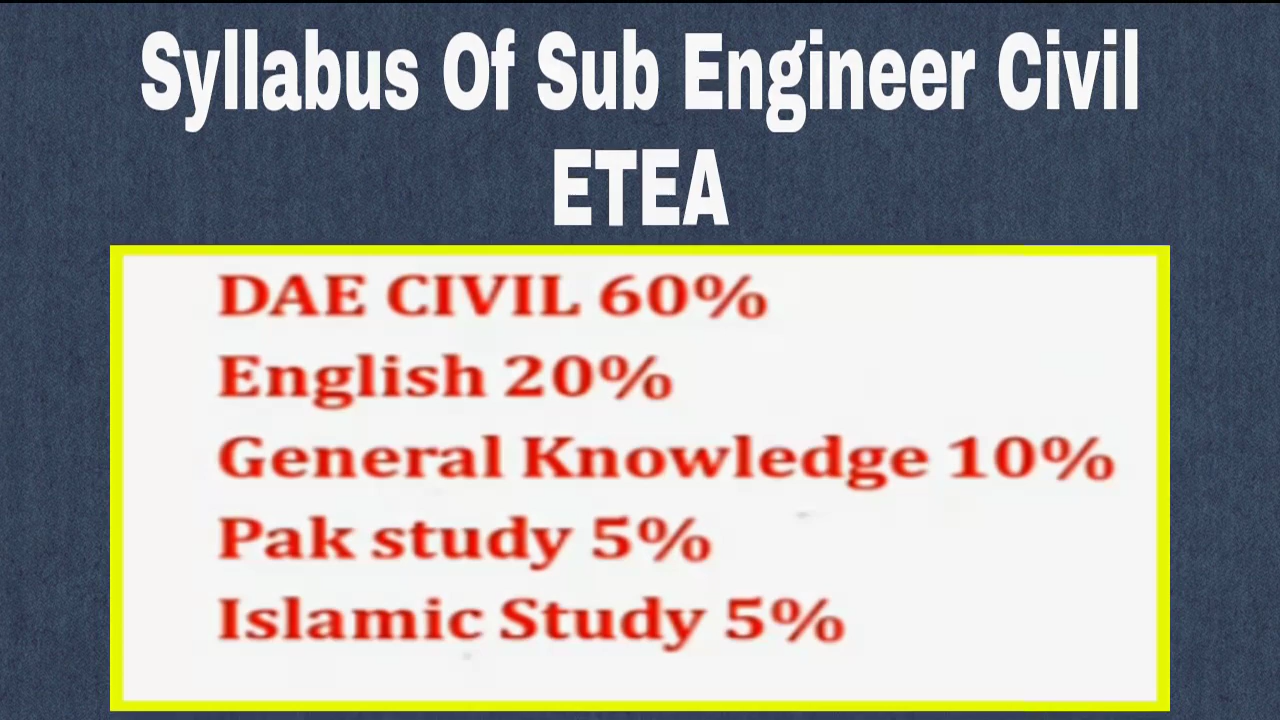 Syllabus Of Sub Engineer Civil
ETEA
DAE CIVIL 60%
English 20%
General Knowledge 10%
Pak study 5%
Islamic Study 5%